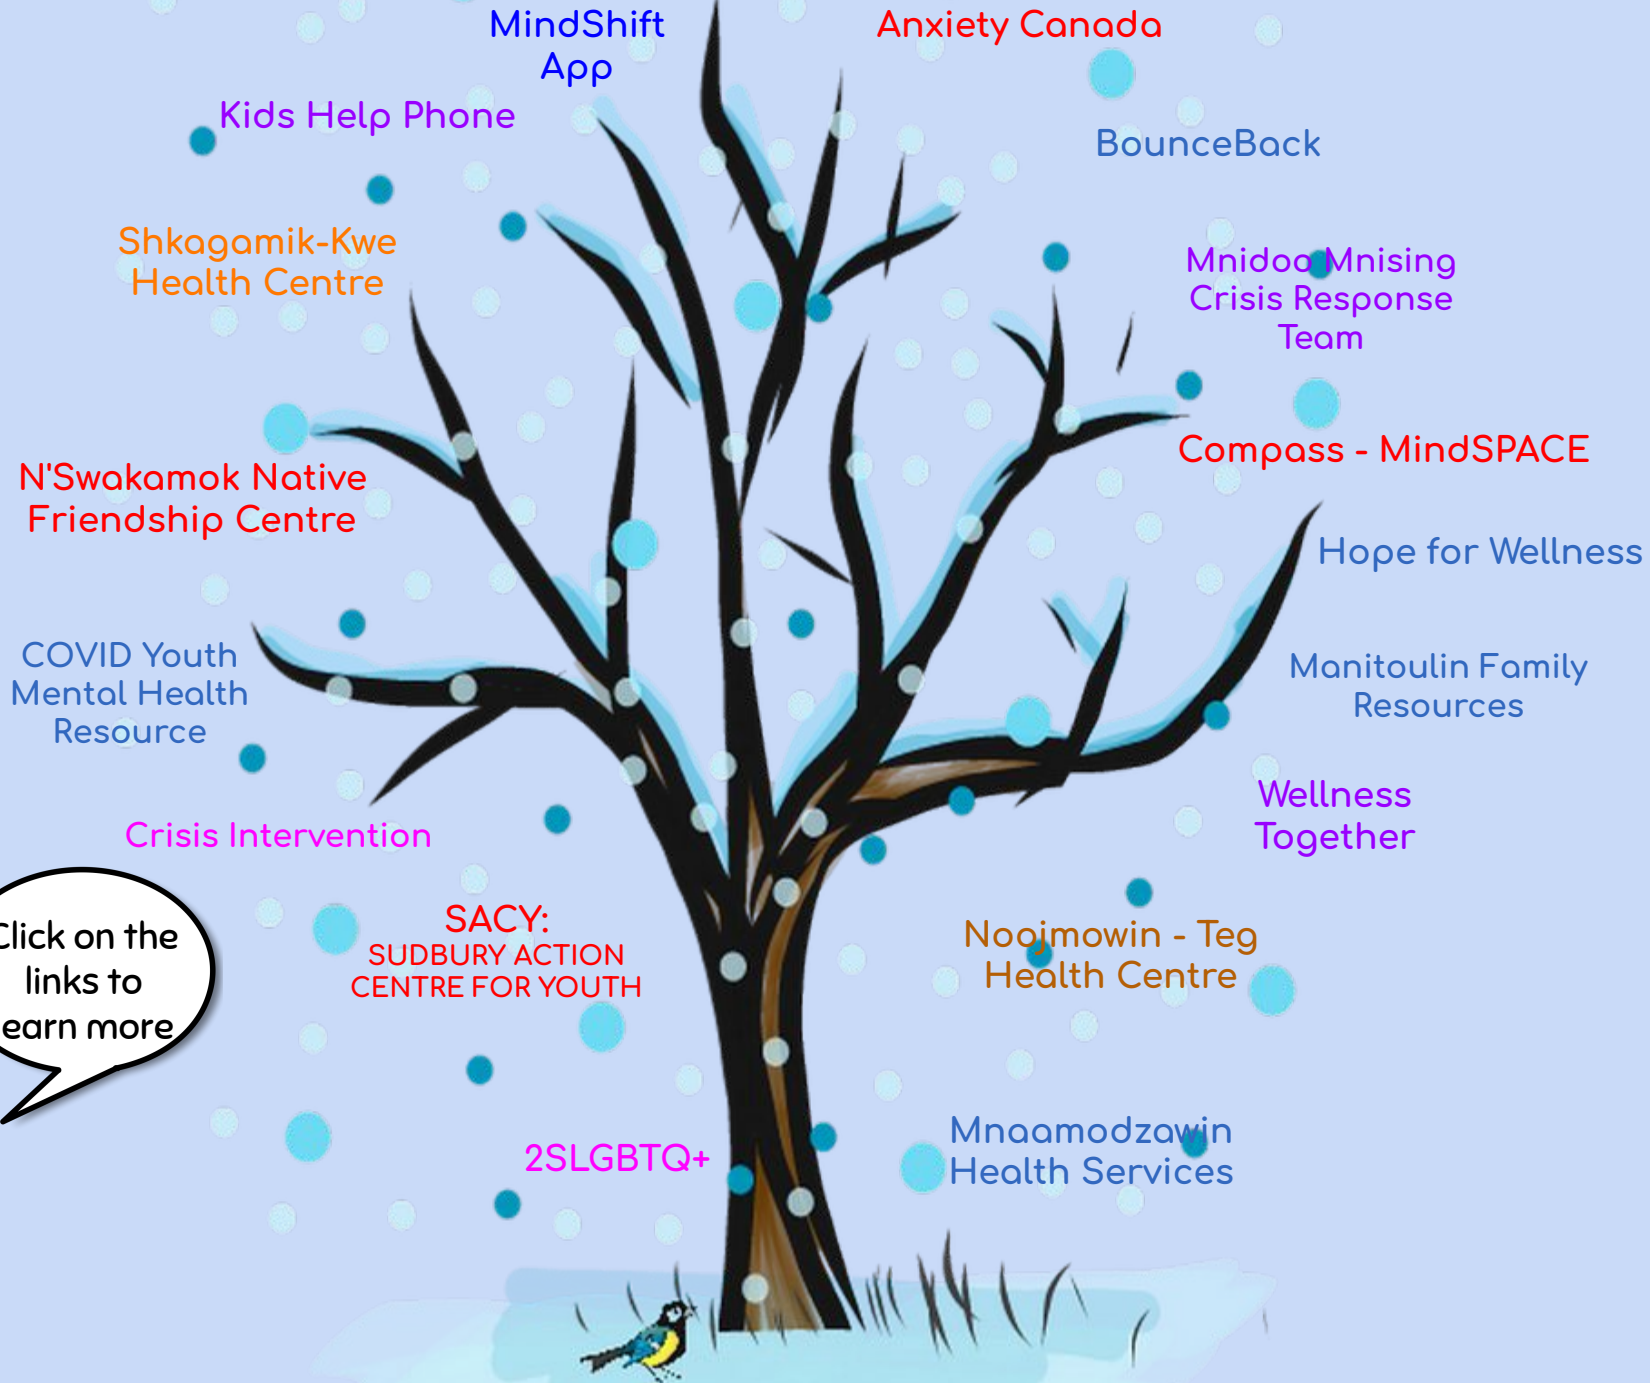 MindShift
App
Anxiety Canada
Kids Help Phone
BounceBack
Shkagamik-Kwe
Health Centre
Mnidoo Mnising
Crisis Response
Team
Compass - MindSPACE
N'Swakamok Native
Friendship Centre
Hope for Wellness
COVID Youth
Mental Health
Resource
Manitoulin Family
Resources
Wellness
Together
Crisis Intervention
Click on the
links to
earn more
SACY:
SUDBURY ACTION
CENTRE FOR YOUTH
Noojmowin - Teg
Health Centre
2SLGBTQ+
Mnaamodzawin
Health Services